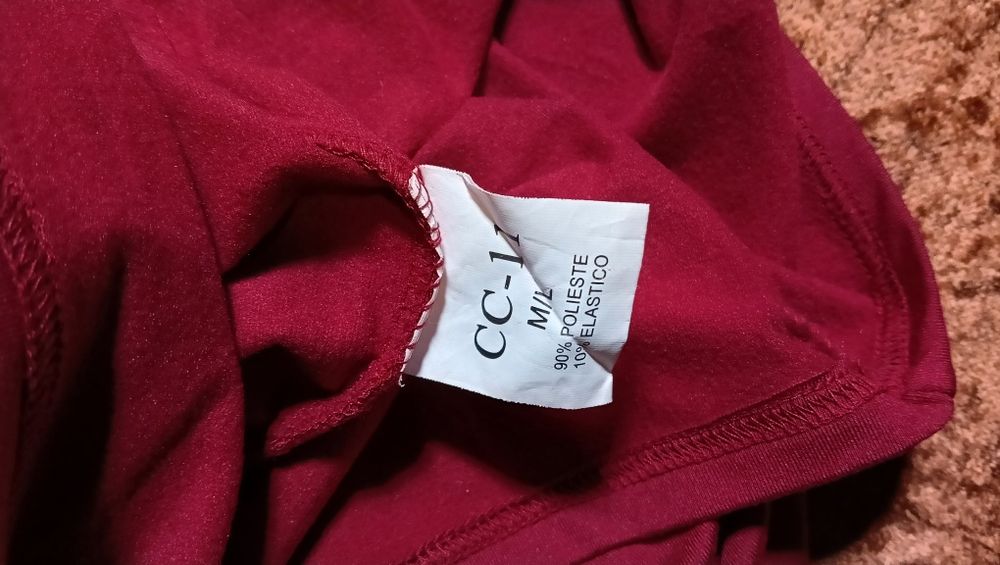 CC-11
M/L
90% POLIESTE
10% ELASTICO